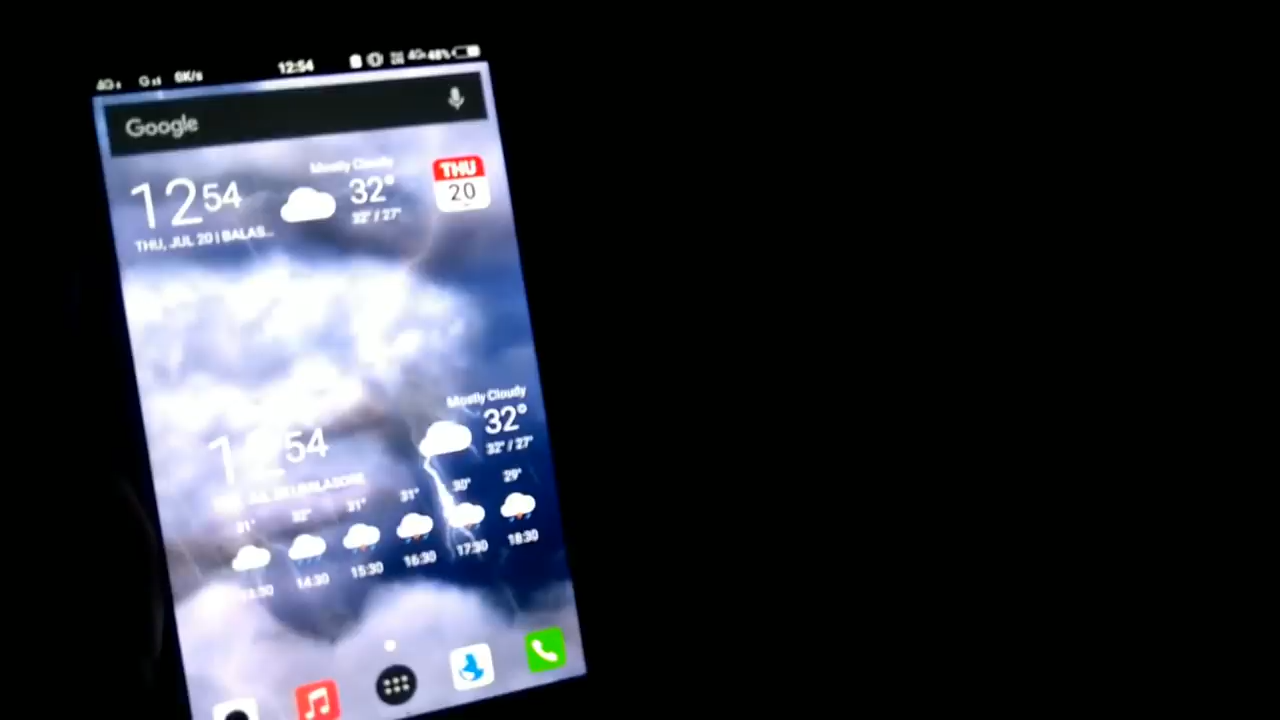 12:54
48%
Google
Mostly Cloudy
THU
12 54
32°
20
32° / 27°
THU, JUL 20 | BALAS...
Mostly Cloudy
32°
54
32° / 27°
31° 32° 31° 31° 30° 29°
14:30 15:30 16:30 17:30 18:30